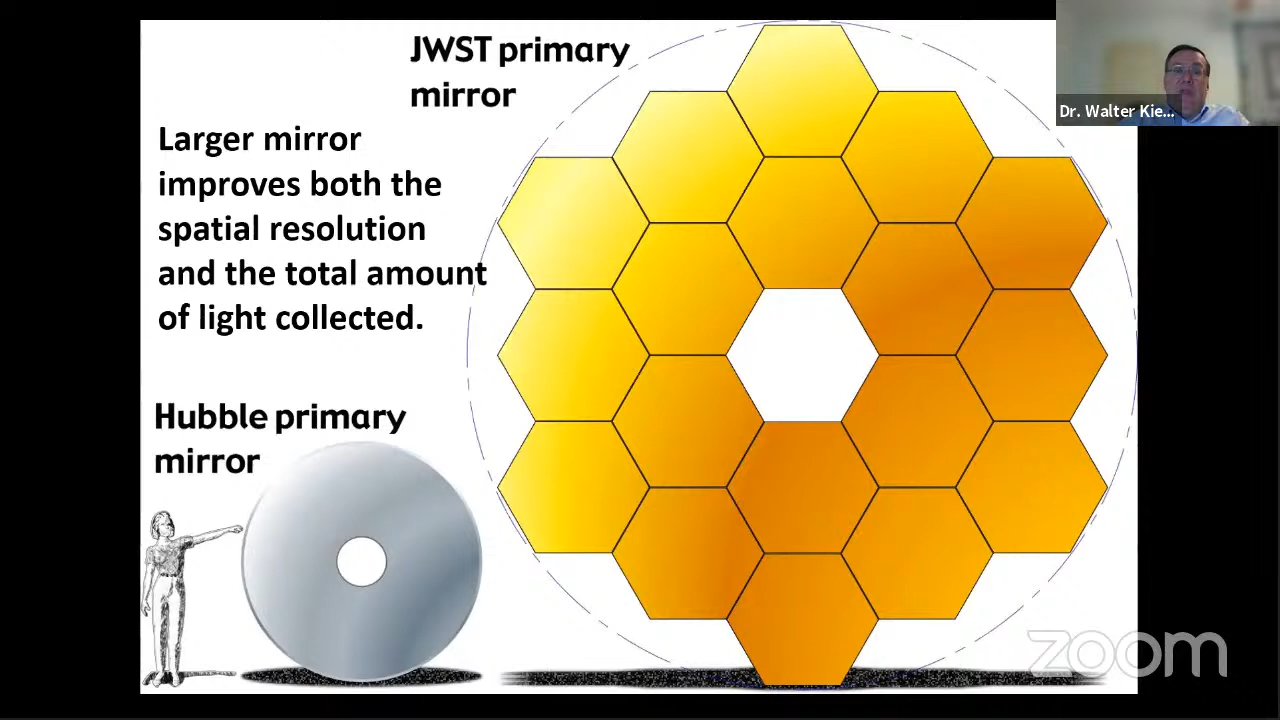 JWST primary
mirror
Larger mirror
improves both the
spatial resolution
and the total amount
of light collected.
Hubble primary
mirror
Dr. Walter Kie...
zoom